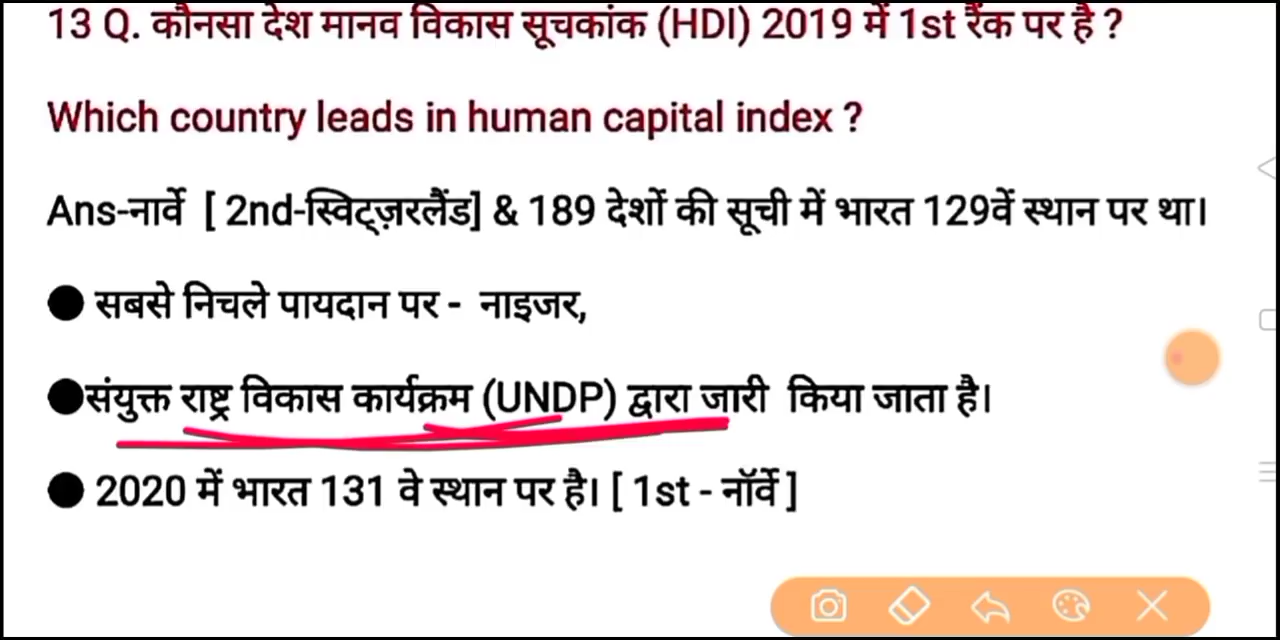 13 Q. कौनसा देश मानव विकास सूचकांक (HDI) 2019 में 1st रैंक पर है ?
Which country leads in human capital index ?
Ans-नार्वे [ 2nd-स्विट्ज़रलैंड] & 189 देशों की सूची में भारत 129वें स्थान पर था।
● सबसे निचले पायदान पर - नाइजर,
●संयुक्त राष्ट्र विकास कार्यक्रम (UNDP) द्वारा जारी किया जाता है।
● 2020 में भारत 131 वे स्थान पर है। [ 1st - नॉर्वे ]